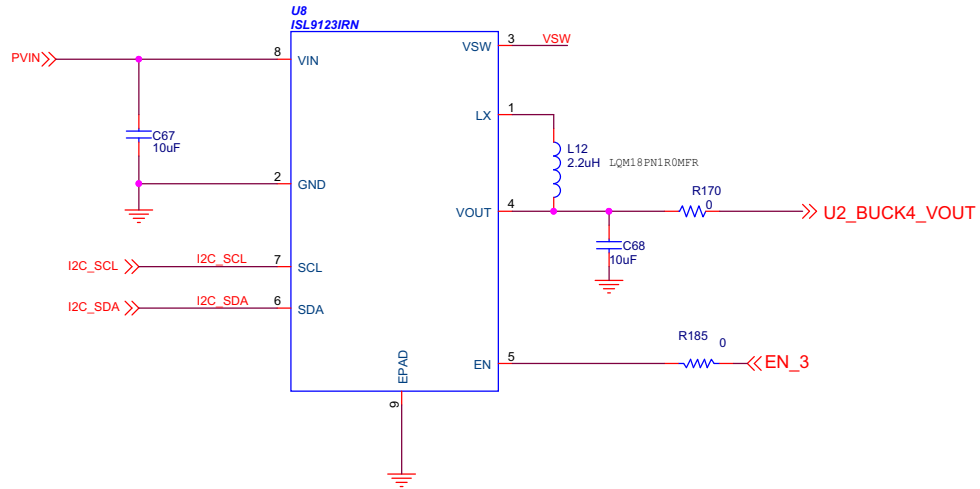 U8
ISL9123IRN
PVIN
8
VIN
VSW
3
VSW
LX
1
C67
10uF
L12
2.2uH
LQM18PN1R0MFR
2
GND
R170
0
VOUT
4
U2_BUCK4_VOUT
C68
10uF
I2C_SCL
I2C_SCL
7
SCL
I2C_SDA
I2C_SDA
6
SDA
R185
0
EN
5
EN_3
EPAD
9